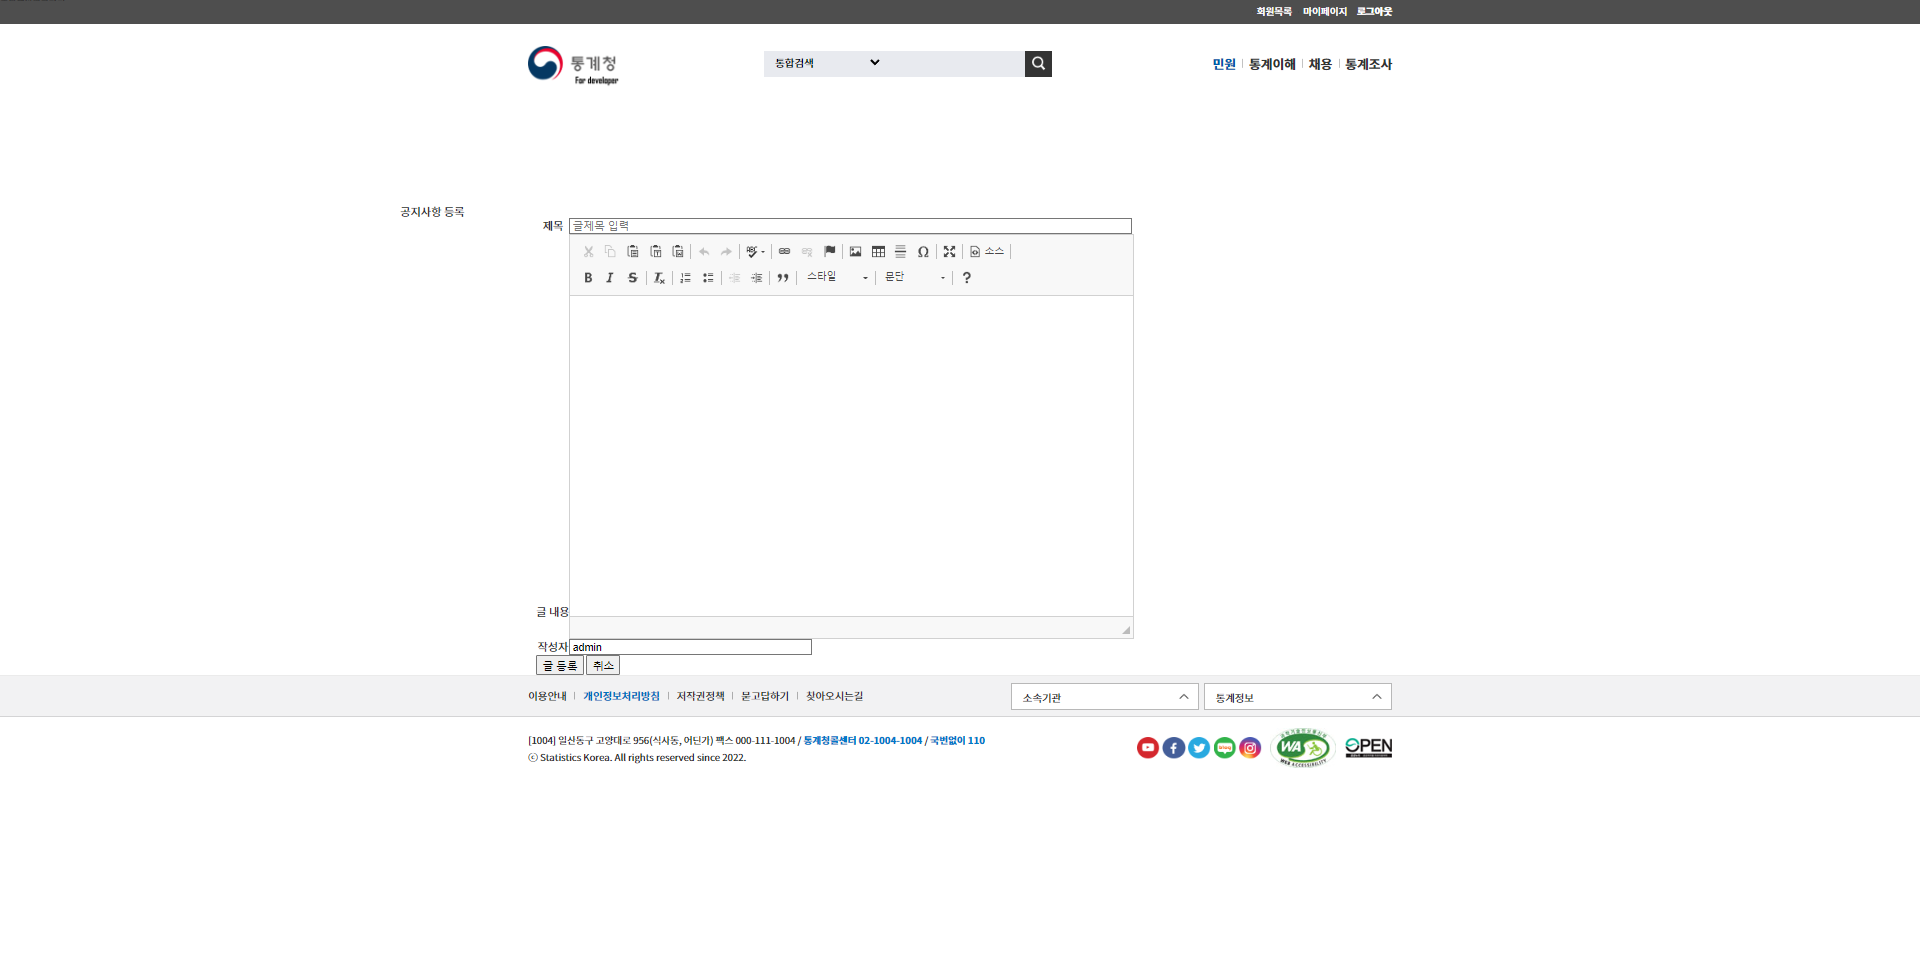 회원목록 마이페이지 로그아웃
통계청
For developer
통합검색
민원 통계이해 채용 통계조사
공지사항 등록
제목 글제목 입력
ABC 소스
B I S Ix 스타일 문단 ?
글 내용
작성자 admin
글 등록 취소
이용안내 개인정보처리방침 저작권정책 묻고답하기 찾아오시는길
소속기관 통계정보
[1004] 일산동구 고양대로 956(식사동, 어딘가) 팩스 000-111-1004 / 통계청콜센터 02-1004-1004 / 국번없이 110
ⓒ Statistics Korea. All rights reserved since 2022.
blog
WA
WEB ACCESSIBILITY
OPEN